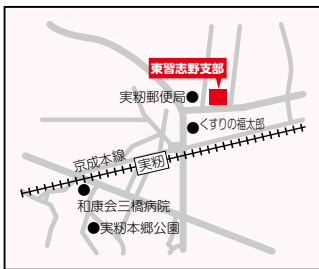 東習志野支部
実籾郵便局
くすりの福太郎
京成本線
実籾
和康会三橋病院
実籾本郷公園